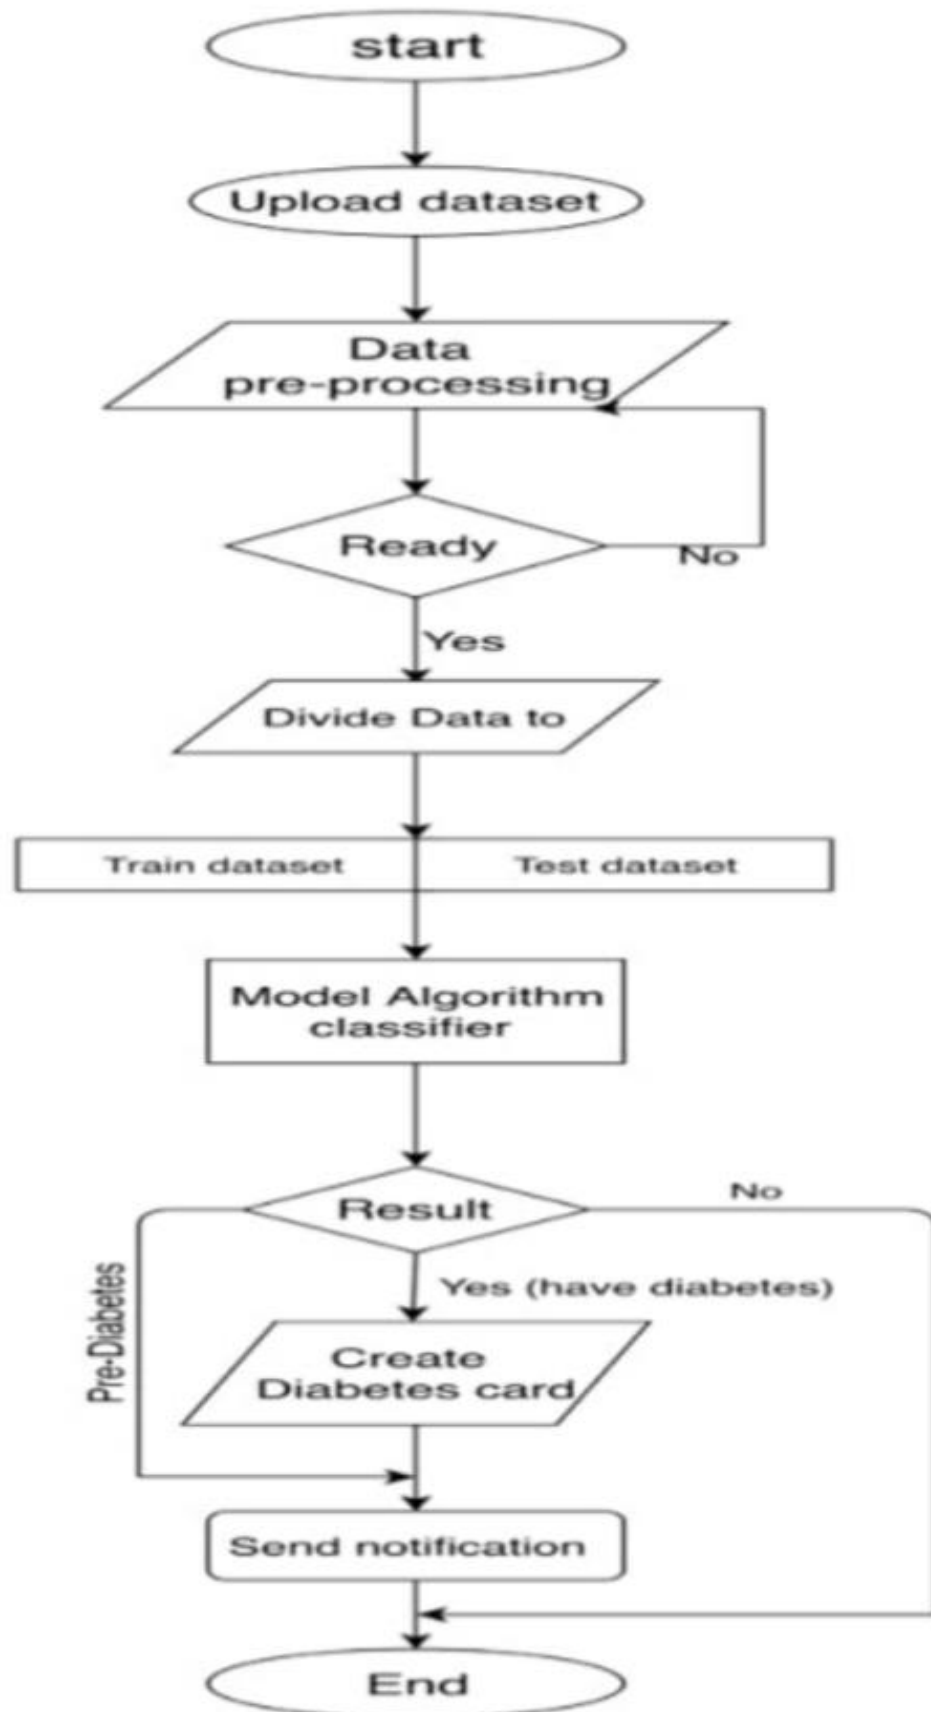 start
Upload dataset
Data
pre-processing
Ready
No
Yes
Divide Data to
Train dataset
Test dataset
Model Algorithm
classifier
Result
No
Yes (have diabetes)
Pre-Diabetes
Create
Diabetes card
Send notification
End